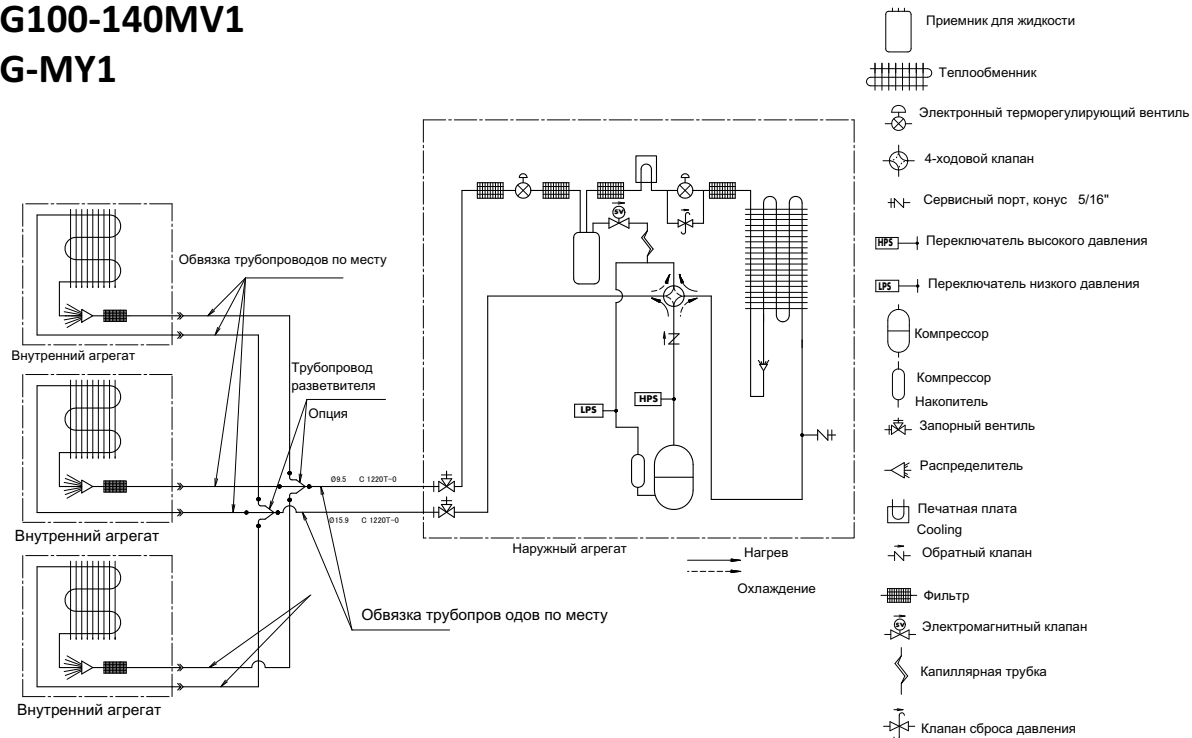 G100-140MV1
G-MY1
Приемник для жидкости
Теплообменник
Электронный терморегулирующий вентиль
4-ходовой клапан
Сервисный порт, конус 5/16"
HPS Переключатель высокого давления
LPS Переключатель низкого давления
Компрессор
Компрессор
Накопитель
Запорный вентиль
Распределитель
Печатная плата
Cooling
Обратный клапан
Фильтр
SV Электромагнитный клапан
Капиллярная трубка
Клапан сброса давления
SV
Обвязка трубопроводов по месту
Внутренний агрегат
Трубопровод
разветвителя
Опция
LPS
HPS
Ø9.5 C 1220T-0
Ø15.9 C 1220T-0
Внутренний агрегат
Наружный агрегат
Нагрев
Охлаждение
Обвязка трубопров одов по месту
Внутренний агрегат